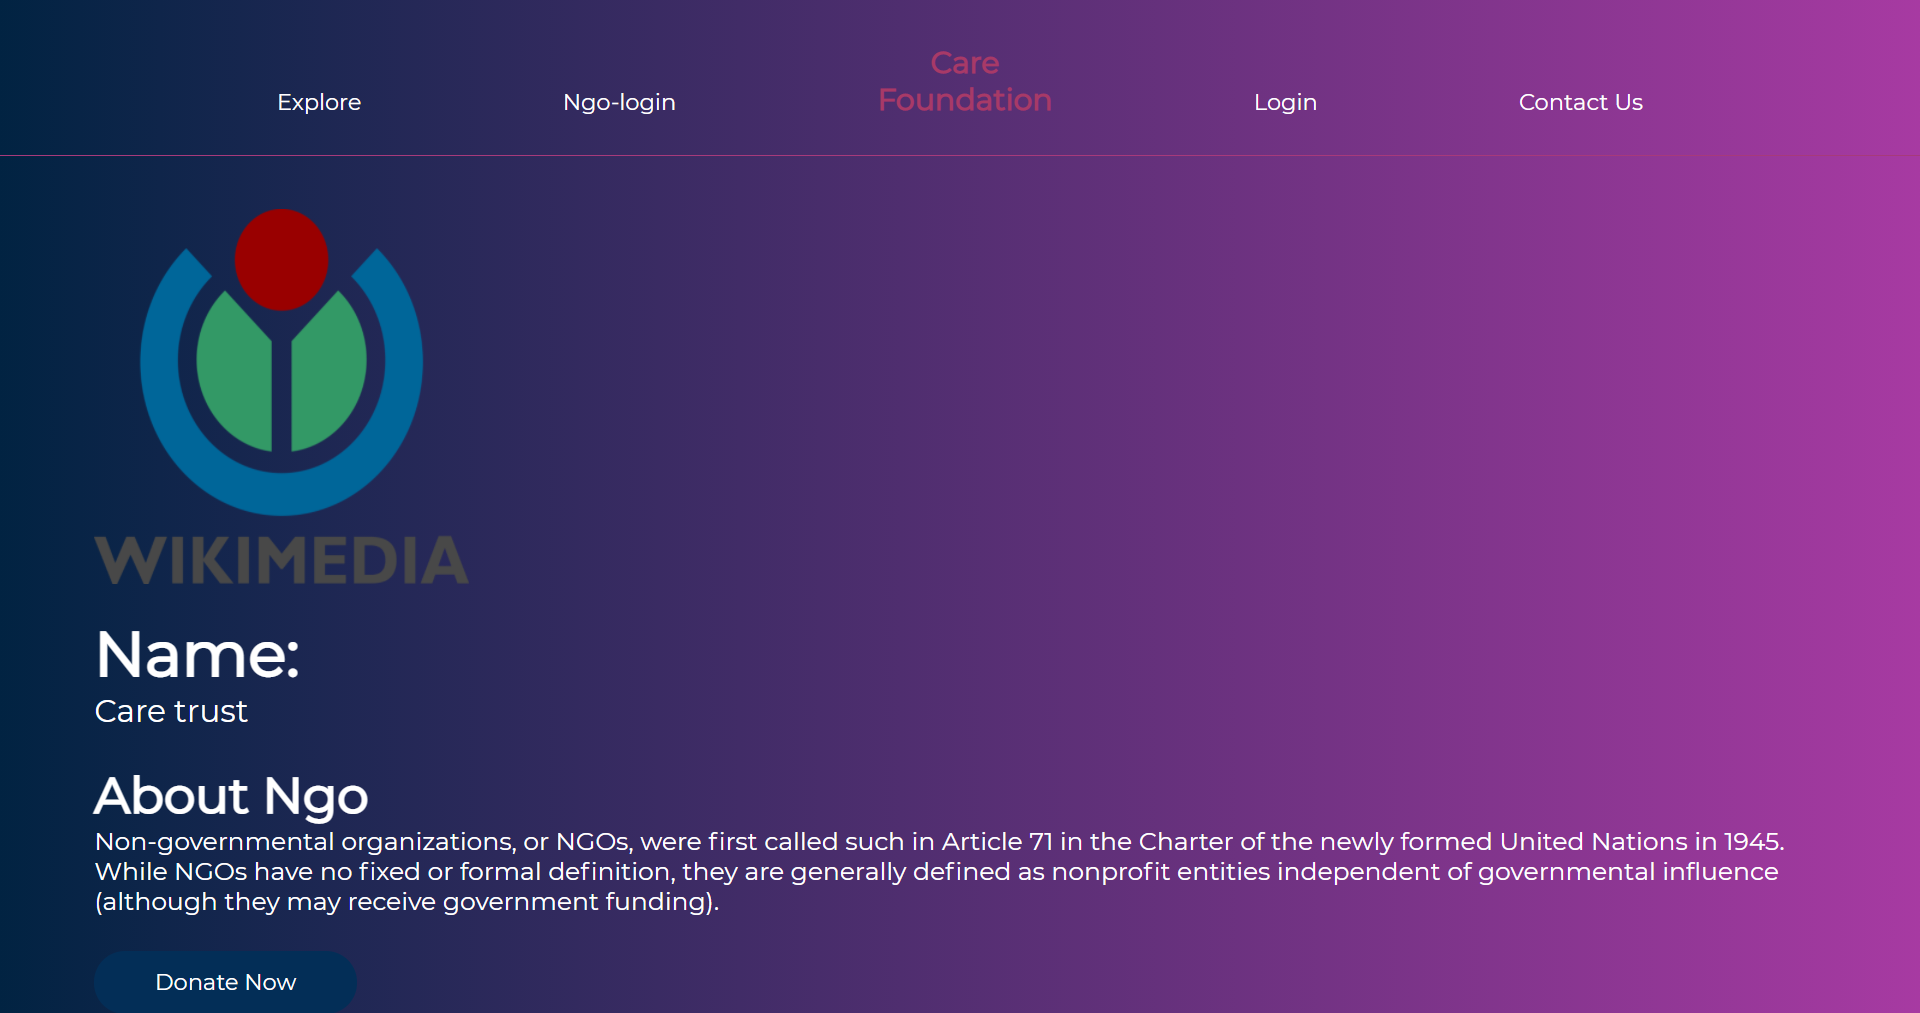 Explore
Ngo-login
Care
Foundation
Login
Contact Us
WIKIMEDIA
Name:
Care trust
About Ngo
Non-governmental organizations, or NGOs, were first called such in Article 71 in the Charter of the newly formed United Nations in 1945.
While NGOs have no fixed or formal definition, they are generally defined as nonprofit entities independent of governmental influence
(although they may receive government funding).
Donate Now